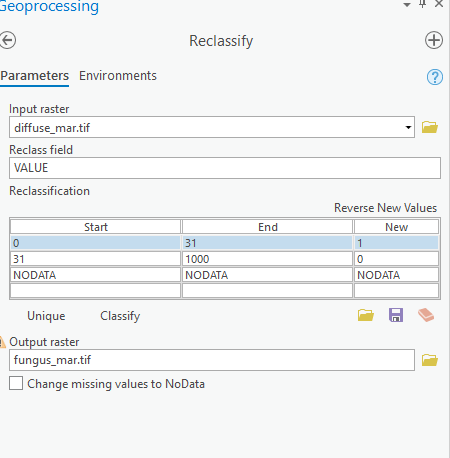 Geoprocessing
Reclassify
Parameters Environments
Input raster
diffuse_mar.tif
Reclass field
VALUE
Reclassification
Reverse New Values
Start End New
0 31 1
31 1000 0
NODATA NODATA NODATA
Unique Classify
Output raster
fungus_mar.tif
Change missing values to NoData